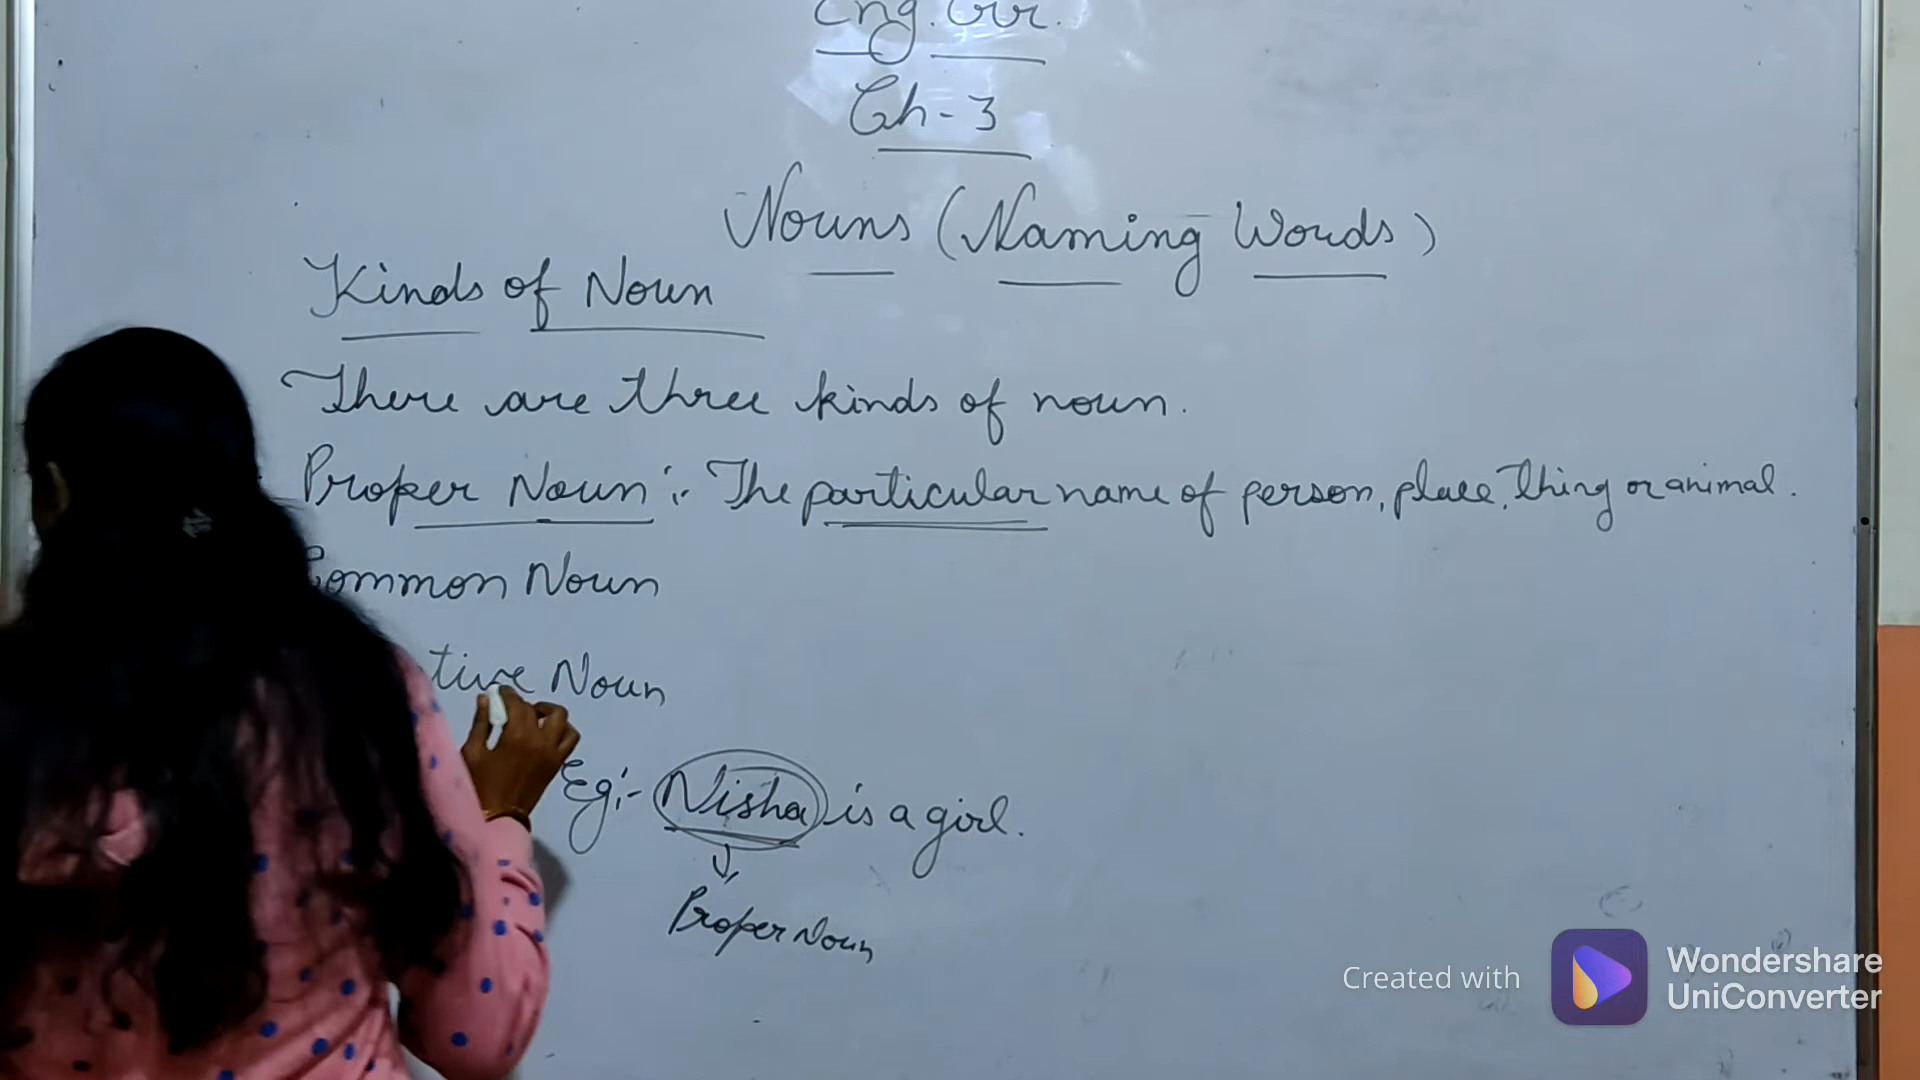 Eng. Gr.
Ch - 3
Nouns (Naming Words)
Kinds of Noun
There are three kinds of noun.
Proper Noun :- The particular name of person, place, thing or animal.
Common Noun
tive Noun
Eg:- Nisha is a girl.
Proper Noun
Created with Wondershare UniConverter